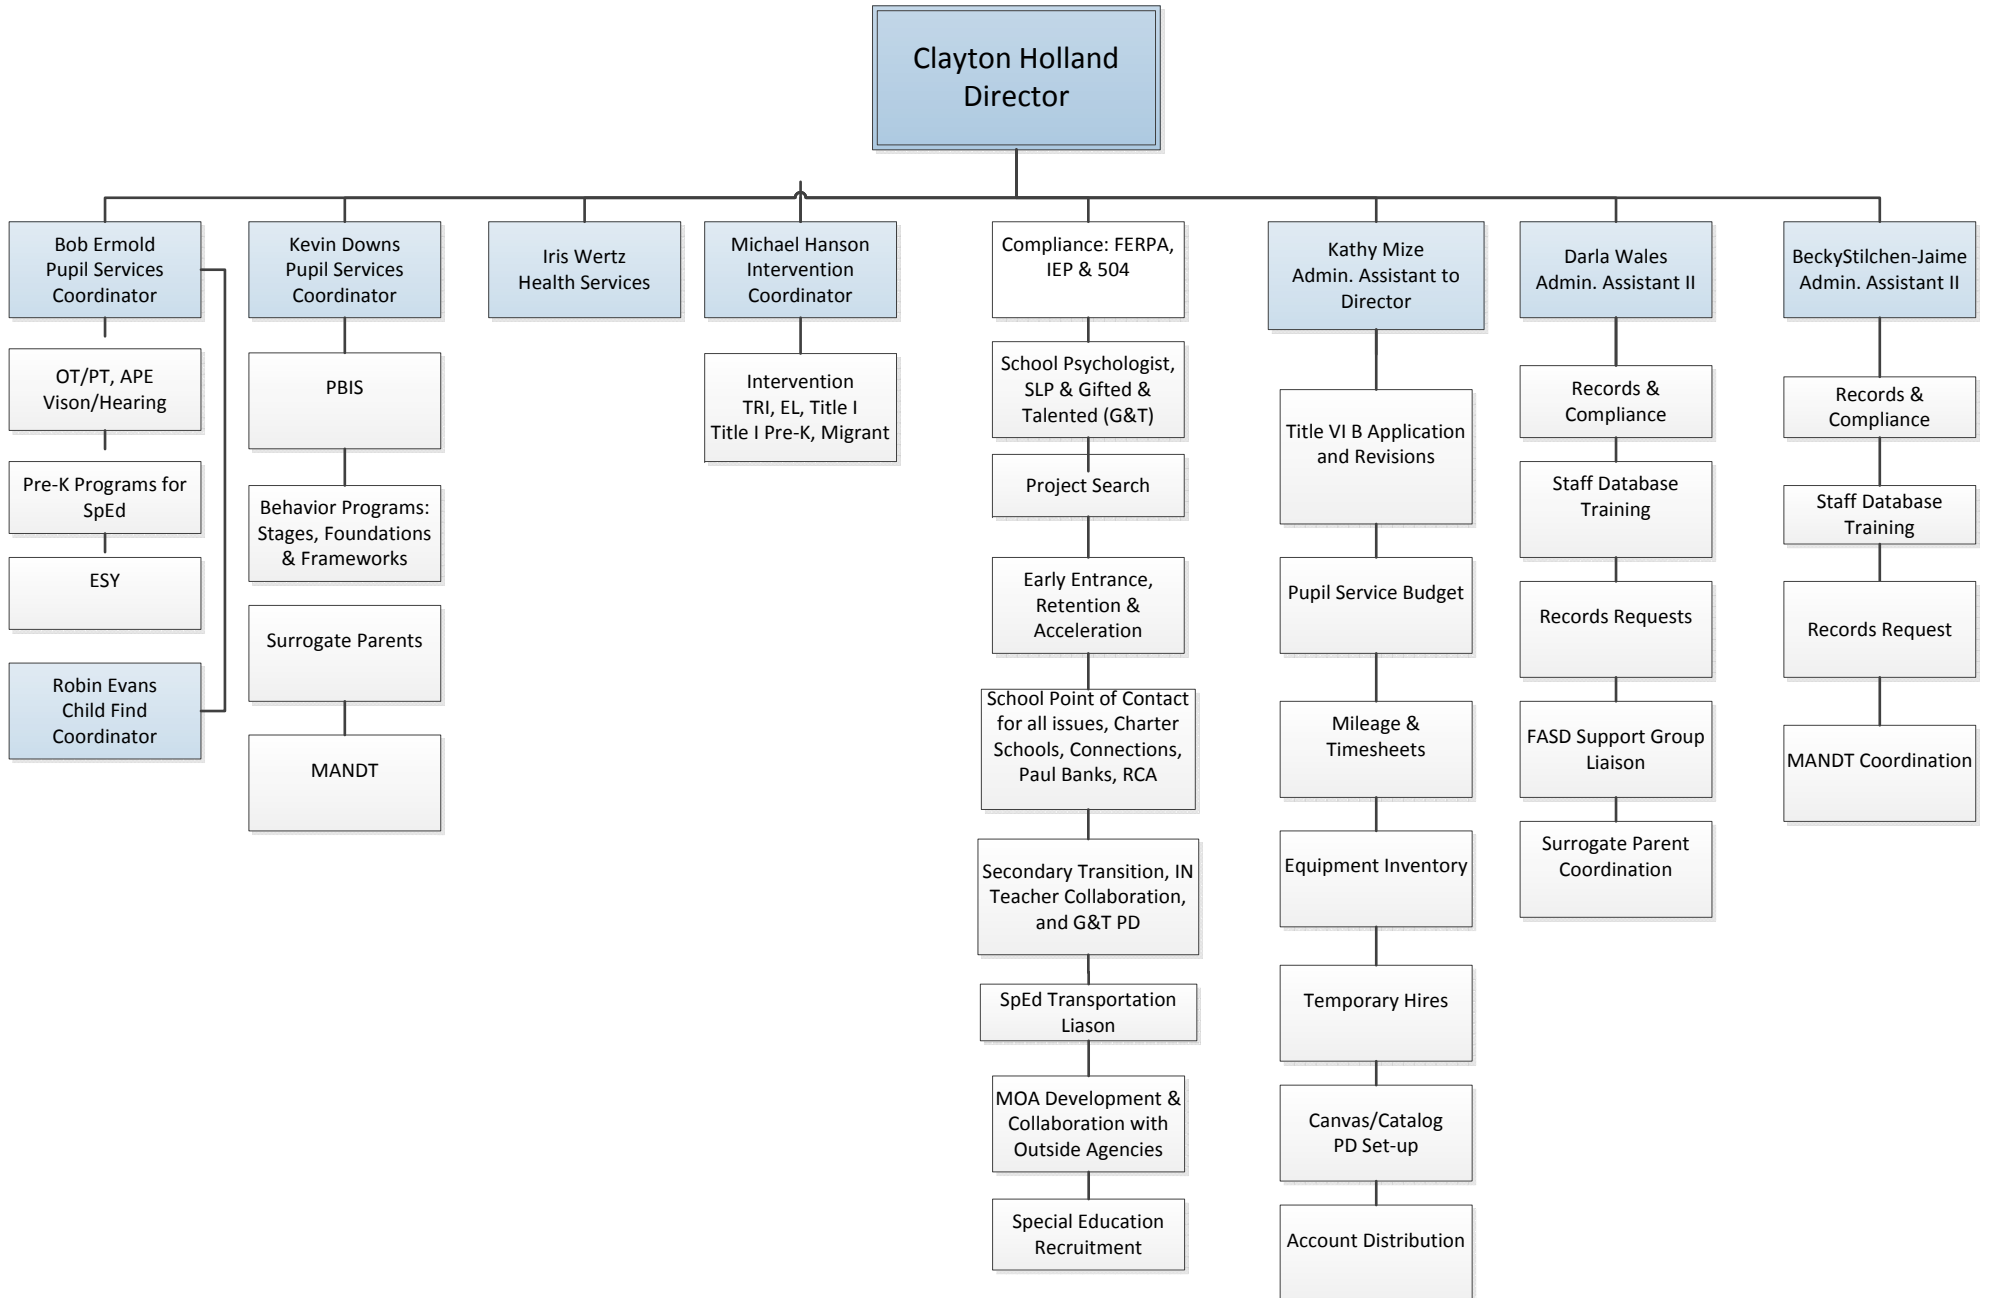 Clayton Holland
Director
Bob Ermold
Pupil Services
Coordinator
OT/PT, APE
Vison/Hearing
Pre-K Programs for
SpEd
ESY
Robin Evans
Child Find
Coordinator
Kevin Downs
Pupil Services
Coordinator
PBIS
Behavior Programs:
Stages, Foundations
& Frameworks
Surrogate Parents
MANDT
Iris Wertz
Health Services
Michael Hanson
Intervention
Coordinator
Intervention
TRI, EL, Title I
Title I Pre-K, Migrant
Compliance: FERPA,
IEP & 504
School Psychologist,
SLP & Gifted &
Talented (G&T)
Project Search
Early Entrance,
Retention &
Acceleration
School Point of Contact
for all issues, Charter
Schools, Connections,
Paul Banks, RCA
Secondary Transition, IN
Teacher Collaboration,
and G&T PD
SpEd Transportation
Liason
MOA Development &
Collaboration with
Outside Agencies
Special Education
Recruitment
Kathy Mize
Admin. Assistant to
Director
Title VI B Application
and Revisions
Pupil Service Budget
Mileage &
Timesheets
Equipment Inventory
Temporary Hires
Canvas/Catalog
PD Set-up
Account Distribution
Darla Wales
Admin. Assistant II
Records &
Compliance
Staff Database
Training
Records Requests
FASD Support Group
Liaison
Surrogate Parent
Coordination
BeckyStilchen-Jaime
Admin. Assistant II
Records &
Compliance
Staff Database
Training
Records Request
MANDT Coordination